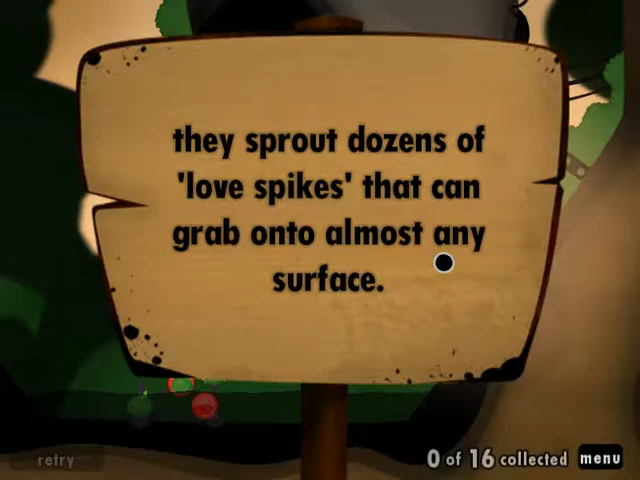 they sprout dozens of
'love spikes' that can
grab onto almost any
surface.
retry
0 of 16 collected menu